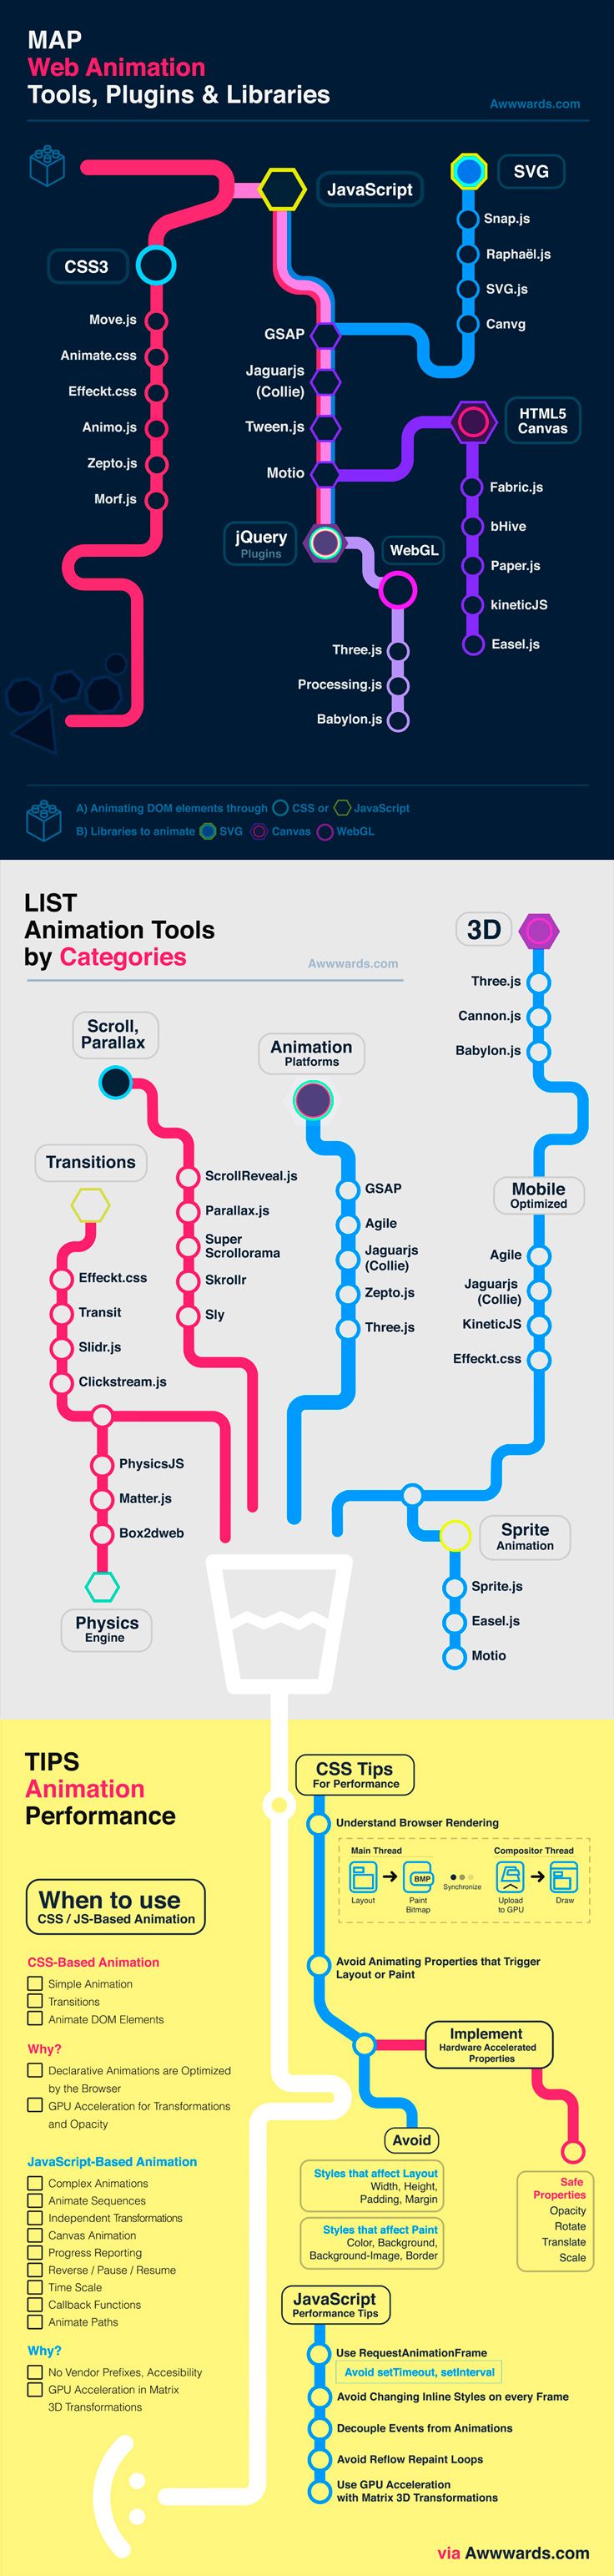 MAP
Web Animation
Tools, Plugins & Libraries
Awwwards.com
JavaScript
SVG
Snap.js
Raphaël.js
SVG.js
Canvg
CSS3
Move.js
Animate.css
Effeckt.css
Animo.js
Zepto.js
Morf.js
GSAP
Jaguarjs
(Collie)
Tween.js
Motio
HTML5
Canvas
Fabric.js
bHive
Paper.js
kineticJS
Easel.js
jQuery
Plugins
WebGL
Three.js
Processing.js
Babylon.js
A) Animating DOM elements through CSS or JavaScript
B) Libraries to animate SVG Canvas WebGL
LIST
Animation Tools
by Categories
Awwwards.com
3D
Three.js
Cannon.js
Babylon.js
Scroll,
Parallax
ScrollReveal.js
Parallax.js
Super
Scrollorama
Skrollr
Sly
Animation
Platforms
GSAP
Agile
Jaguarjs
(Collie)
Zepto.js
Three.js
Transitions
Effeckt.css
Transit
Slidr.js
Clickstream.js
PhysicsJS
Matter.js
Box2dweb
Physics
Engine
Mobile
Optimized
Agile
Jaguarjs
(Collie)
KineticJS
Effeckt.css
Sprite
Animation
Sprite.js
Easel.js
Motio
TIPS
Animation
Performance
When to use
CSS / JS-Based Animation
CSS-Based Animation
Simple Animation
Transitions
Animate DOM Elements
Why?
Declarative Animations are Optimized
by the Browser
GPU Acceleration for Transformations
and Opacity
JavaScript-Based Animation
Complex Animations
Animate Sequences
Independent Transformations
Canvas Animation
Progress Reporting
Reverse / Pause / Resume
Time Scale
Callback Functions
Animate Paths
Why?
No Vendor Prefixes, Accesibility
GPU Acceleration in Matrix
3D Transformations
CSS Tips
For Performance
Understand Browser Rendering
Main Thread
Compositor Thread
BMP
Layout
Paint
Bitmap
Synchronize
Upload
to GPU
Draw
Avoid Animating Properties that Trigger
Layout or Paint
Implement
Hardware Accelerated
Properties
Avoid
Styles that affect Layout
Width, Height,
Padding, Margin
Styles that affect Paint
Color, Background,
Background-Image, Border
Safe
Properties
Opacity
Rotate
Translate
Scale
JavaScript
Performance Tips
Use RequestAnimationFrame
Avoid setTimeout, setInterval
Avoid Changing Inline Styles on every Frame
Decouple Events from Animations
Avoid Reflow Repaint Loops
Use GPU Acceleration
with Matrix 3D Transformations
via Awwwards.com